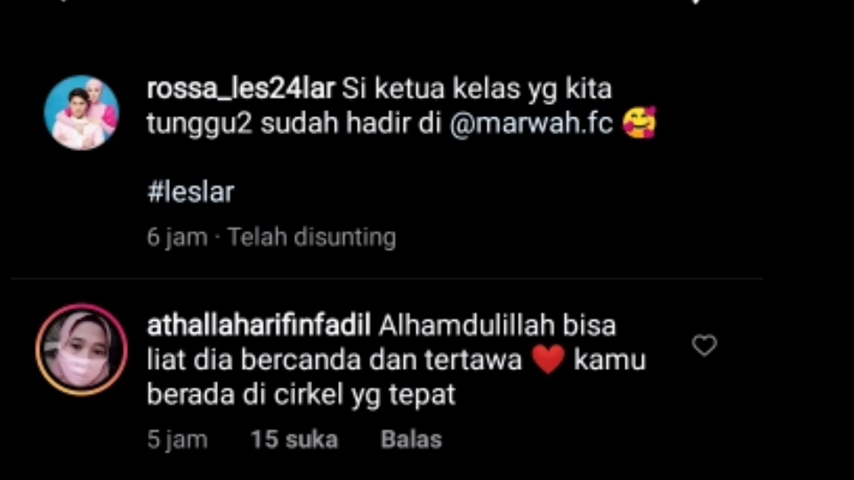 rossa_les24lar Si ketua kelas yg kita
tunggu2 sudah hadir di @marwah.fc 🥰
#leslar
6 jam · Telah disunting
athallaharifinfadil Alhamdulillah bisa
liat dia bercanda dan tertawa ❤️ kamu
berada di cirkel yg tepat
5 jam 15 suka Balas